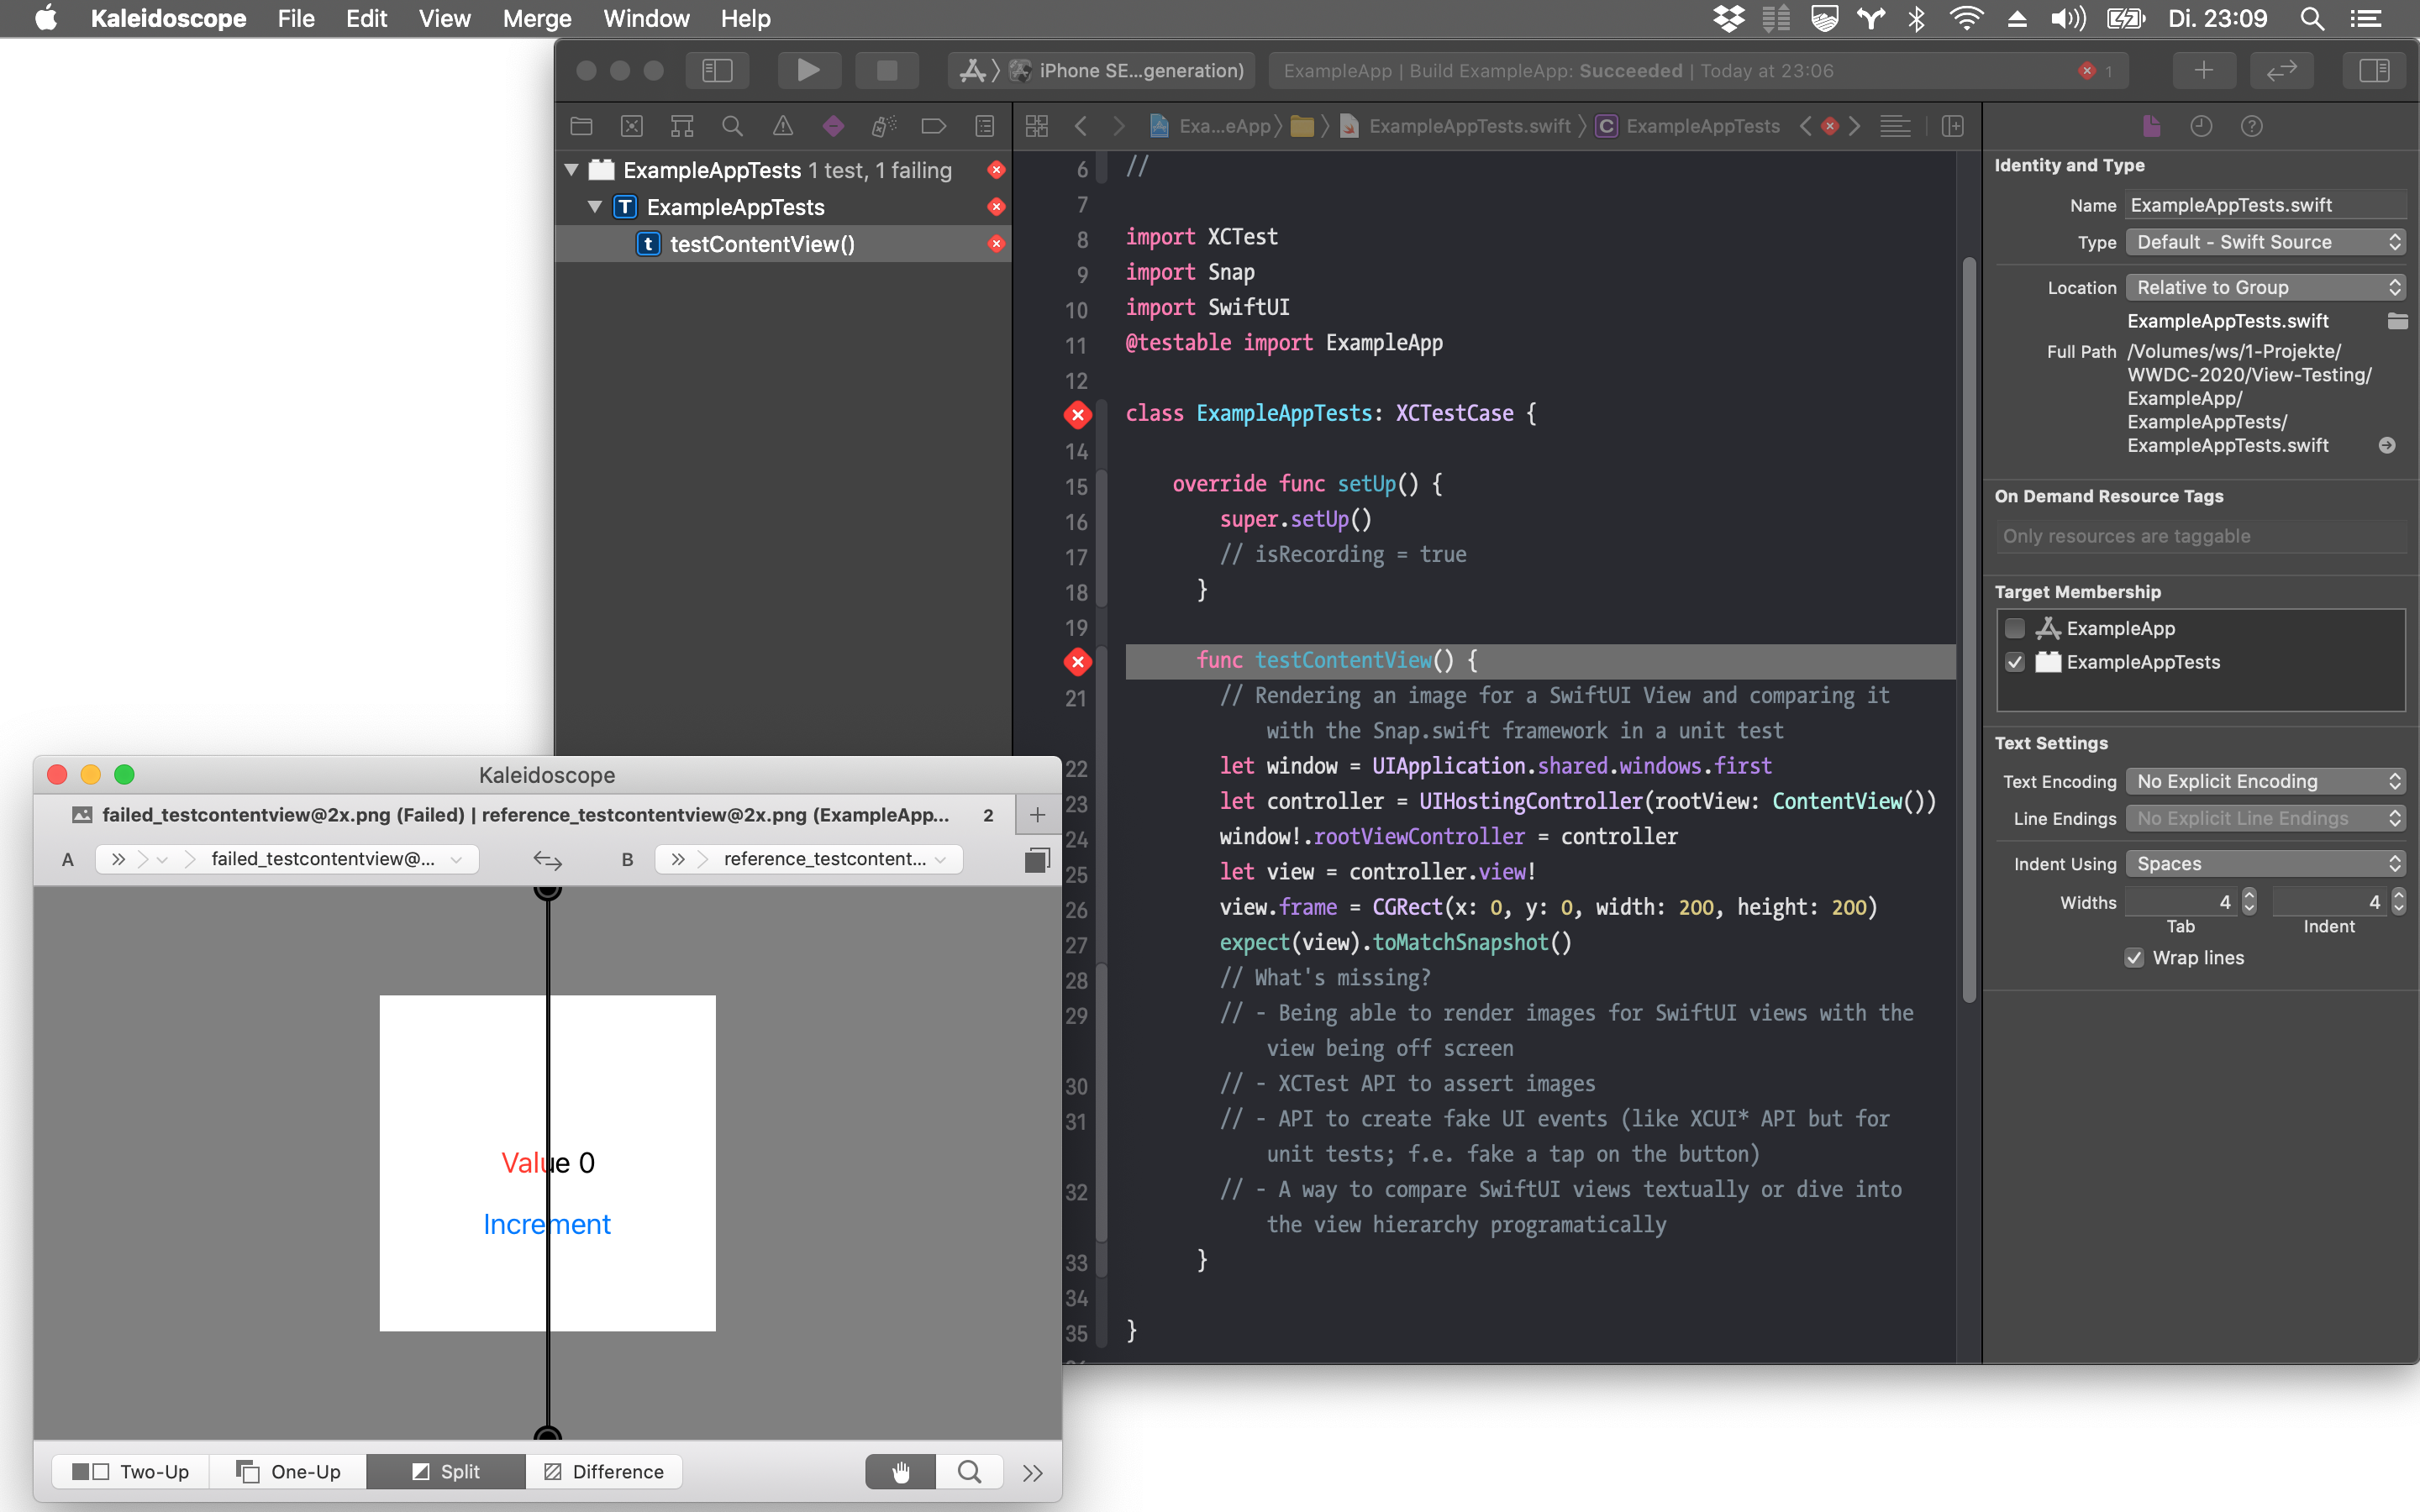 Kaleidoscope File Edit View Merge Window Help Di. 23:09
iPhone SE...generation) ExampleApp | Build ExampleApp: Succeeded | Today at 23:06 1
Exa...eApp ExampleAppTests.swift C ExampleAppTests
ExampleAppTests 1 test, 1 failing
T ExampleAppTests
t testContentView()
6 //
7
8 import XCTest
9 import Snap
10 import SwiftUI
11 @testable import ExampleApp
12
class ExampleAppTests: XCTestCase {
14
15 override func setUp() {
16 super.setUp()
17 // isRecording = true
18 }
19
func testContentView() {
21 // Rendering an image for a SwiftUI View and comparing it
with the Snap.swift framework in a unit test
22 let window = UIApplication.shared.windows.first
23 let controller = UIHostingController(rootView: ContentView())
24 window!.rootViewController = controller
25 let view = controller.view!
26 view.frame = CGRect(x: 0, y: 0, width: 200, height: 200)
27 expect(view).toMatchSnapshot()
28 // What's missing?
29 // - Being able to render images for SwiftUI views with the
view being off screen
30 // - XCTest API to assert images
31 // - API to create fake UI events (like XCUI* API but for
unit tests; f.e. fake a tap on the button)
32 // - A way to compare SwiftUI views textually or dive into
the view hierarchy programatically
33 }
34
35 }
Identity and Type
Name ExampleAppTests.swift
Type Default - Swift Source
Location Relative to Group
ExampleAppTests.swift
Full Path /Volumes/ws/1-Projekte/
WWDC-2020/View-Testing/
ExampleApp/
ExampleAppTests/
ExampleAppTests.swift
On Demand Resource Tags
Only resources are taggable
Target Membership
ExampleApp
ExampleAppTests
Text Settings
Text Encoding No Explicit Encoding
Line Endings No Explicit Line Endings
Indent Using Spaces
Widths 4 4
Tab Indent
Wrap lines
Kaleidoscope
failed_testcontentview@2x.png (Failed) | reference_testcontentview@2x.png (ExampleApp... 2
A failed_testcontentview@... B reference_testcontent...
Value 0
Increment
Two-Up One-Up Split Difference